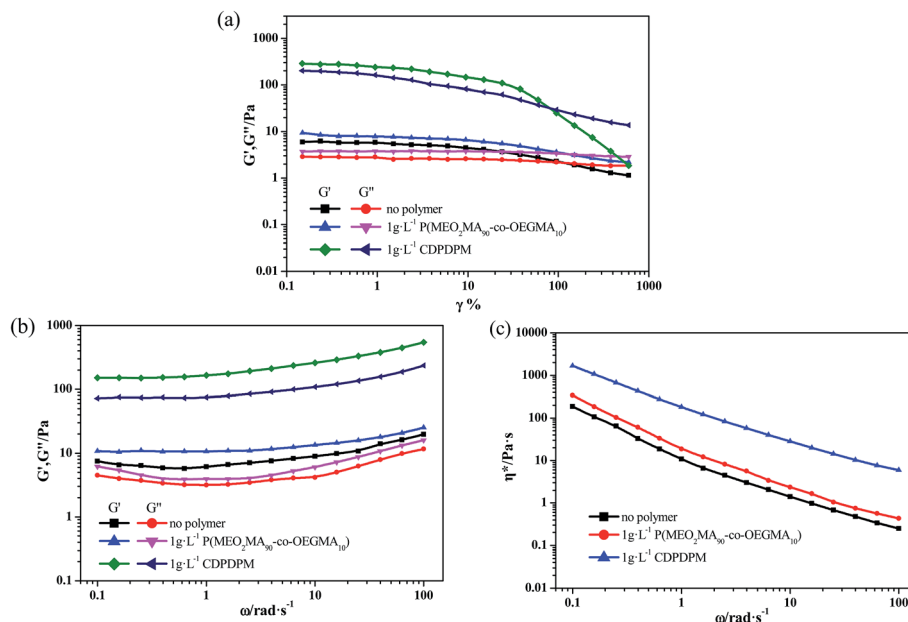 (a)
1000
100
10
1
0.1
0.01
G',G''/Pa
G' G''
no polymer
1g·L⁻¹ P(MEO₂MA₉₀-co-OEGMA₁₀)
1g·L⁻¹ CDPDPM
0.1 1 10 100 1000
γ %
(b)
1000
100
10
1
0.1
G',G''/Pa
G' G''
no polymer
1g·L⁻¹ P(MEO₂MA₉₀-co-OEGMA₁₀)
1g·L⁻¹ CDPDPM
0.1 1 10 100
ω/rad·s⁻¹
(c)
10000
1000
100
10
1
0.1
0.01
η*/Pa·s
no polymer
1g·L⁻¹ P(MEO₂MA₉₀-co-OEGMA₁₀)
1g·L⁻¹ CDPDPM
0.1 1 10 100
ω/rad·s⁻¹